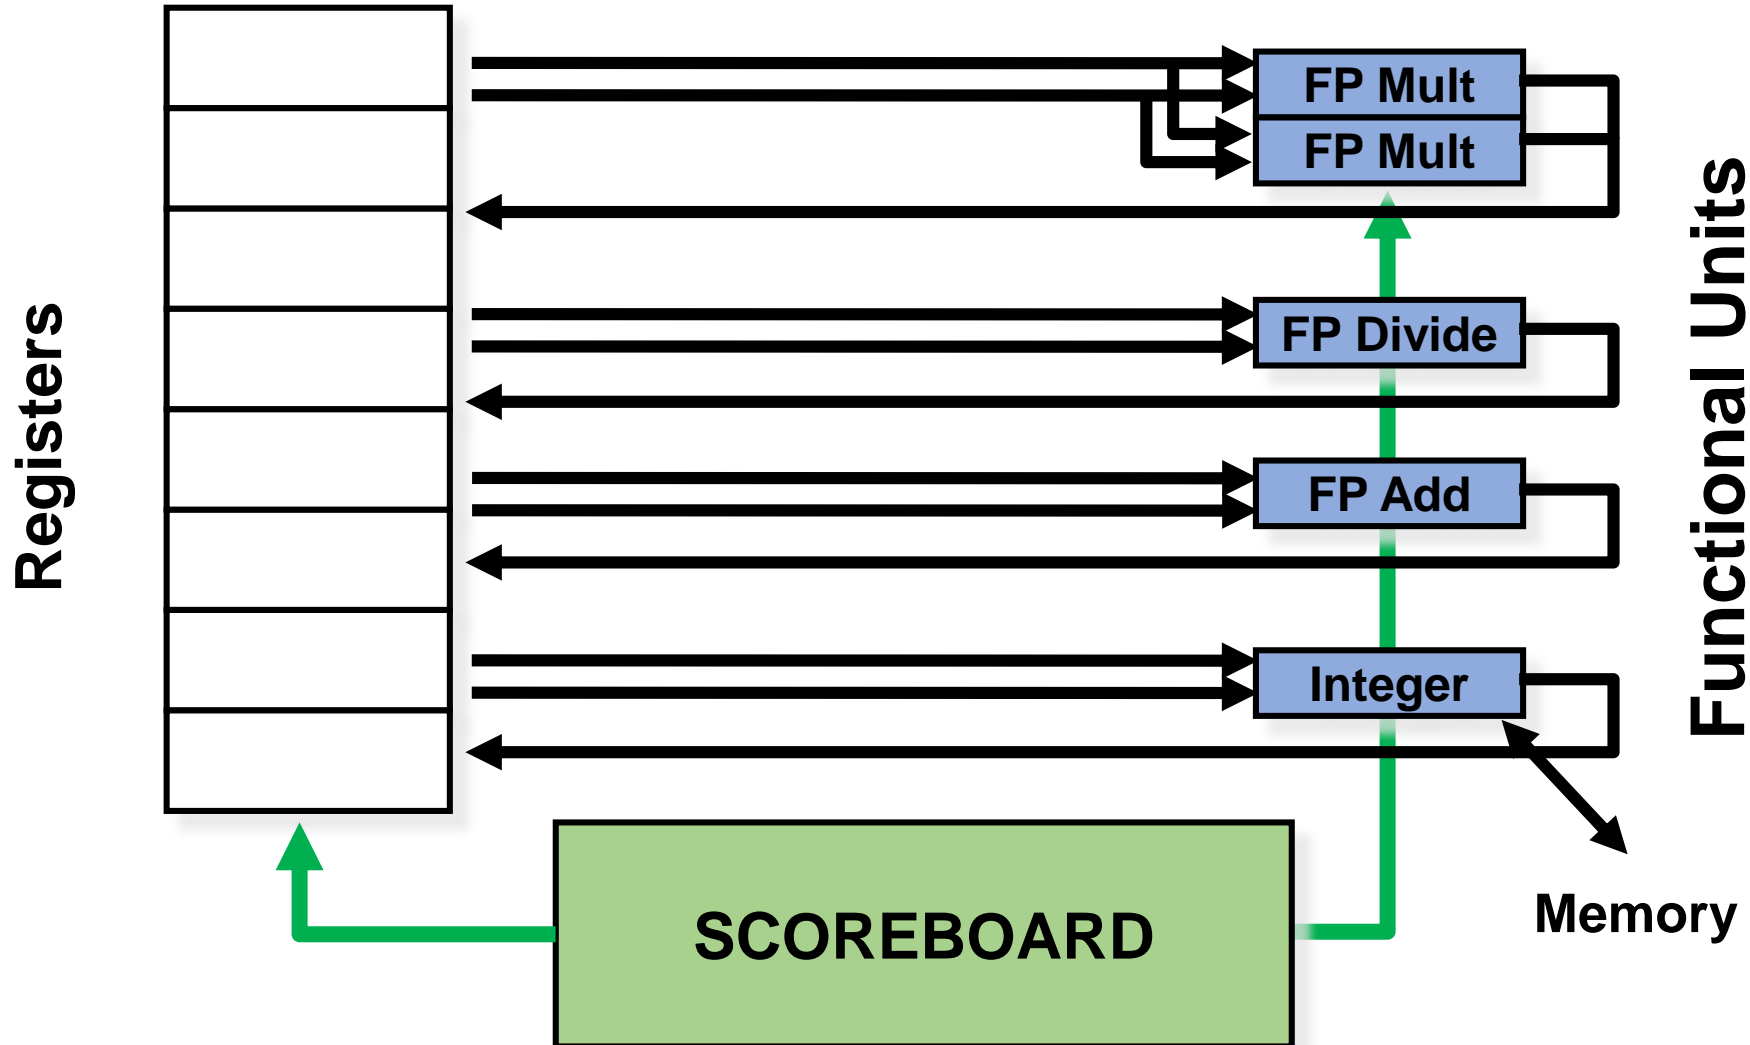 Registers
FP Mult
FP Mult
FP Divide
FP Add
Integer
Functional Units
Memory
SCOREBOARD